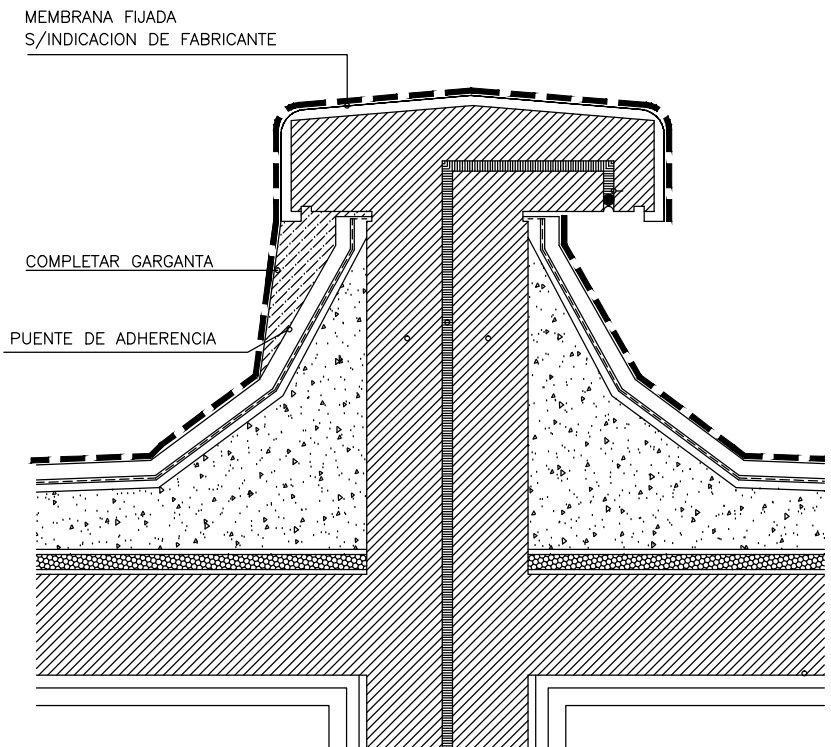 MEMBRANA FIJADA
S/INDICACION DE FABRICANTE
COMPLETAR GARGANTA
PUENTE DE ADHERENCIA